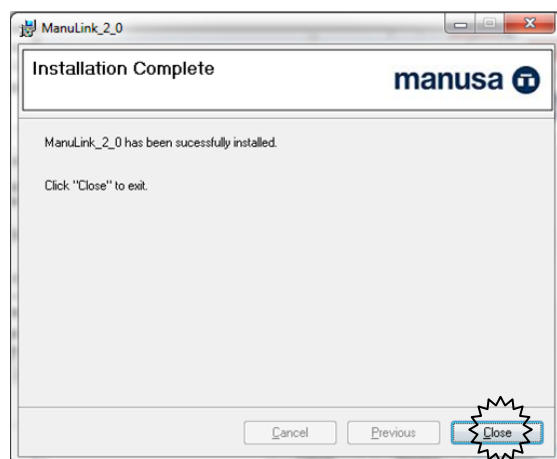 ManuLink_2_0
Installation Complete
manusa
ManuLink_2_0 has been sucessfully installed.
Click "Close" to exit.
Cancel
Previous
Close